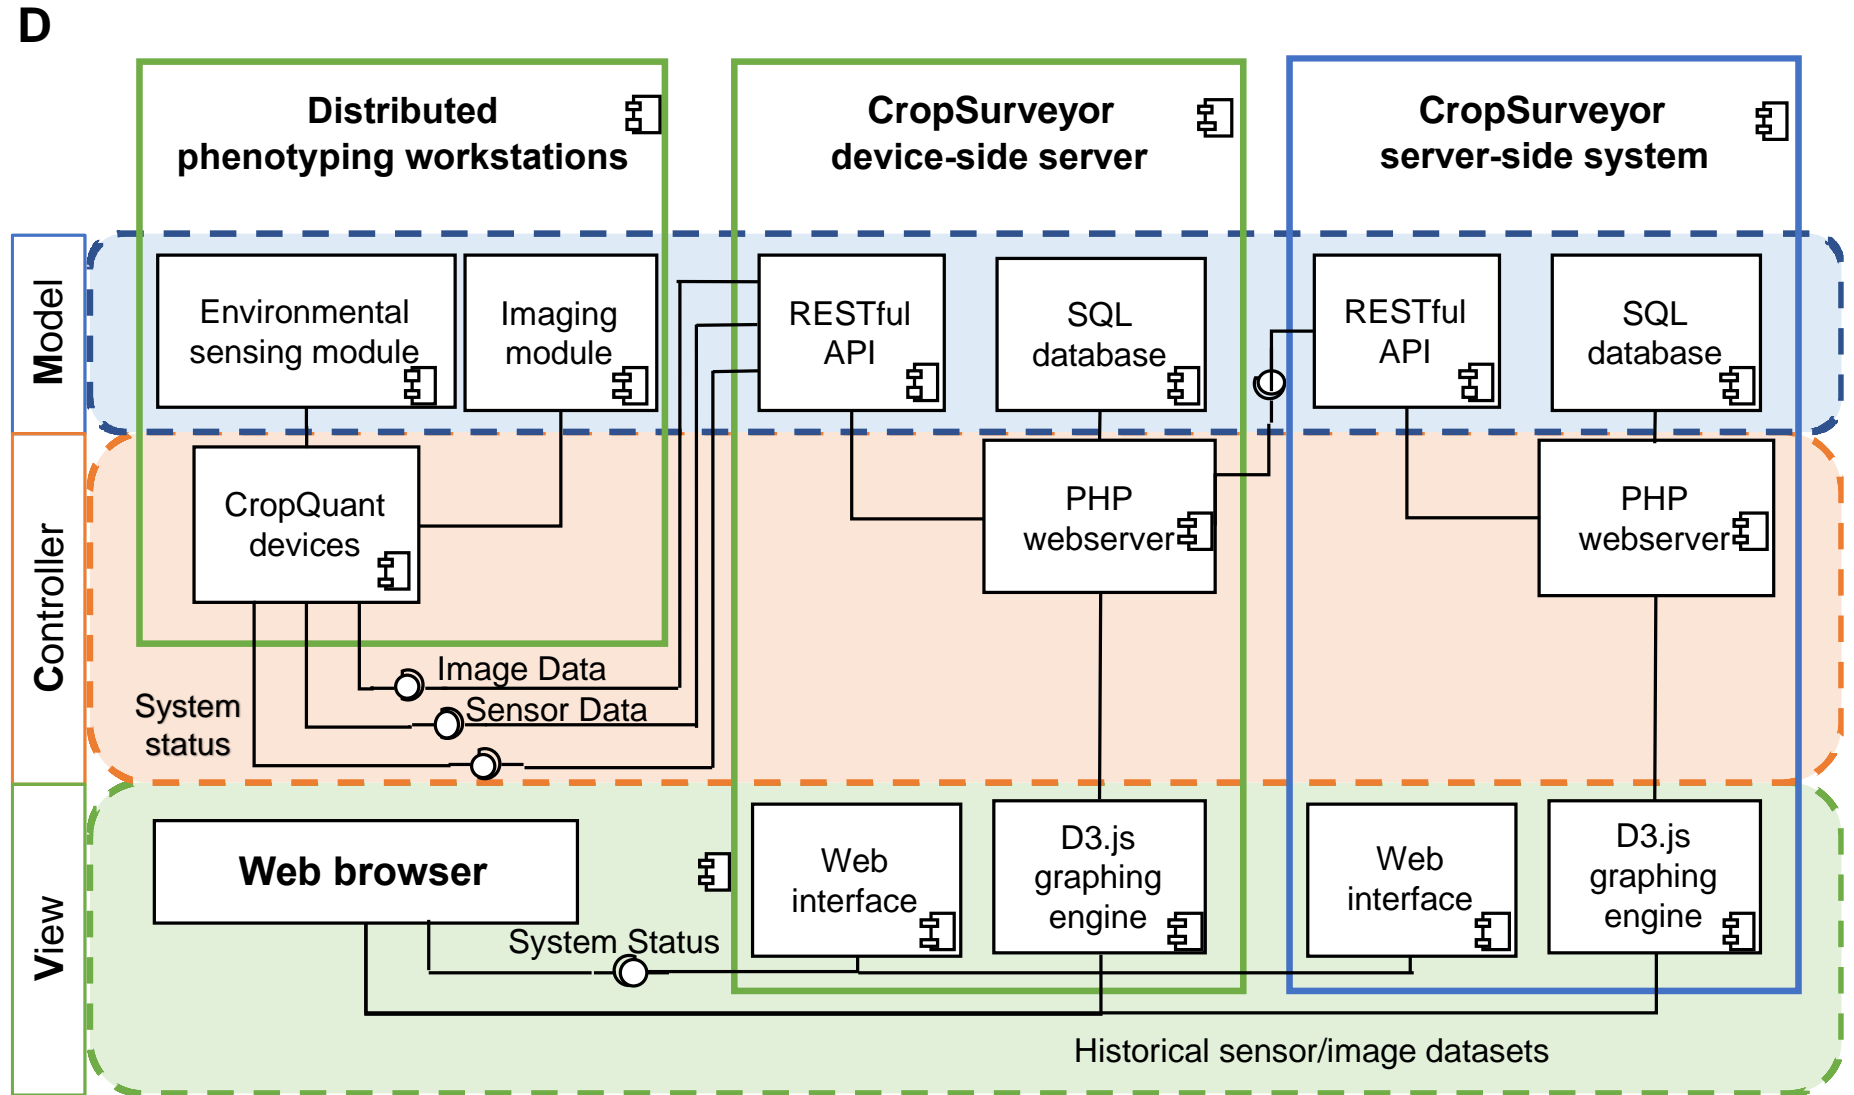 D
Distributed
phenotyping workstations
CropSurveyor
device-side server
CropSurveyor
server-side system
Model
Environmental
sensing module
Imaging
module
RESTful
API
SQL
database
RESTful
API
SQL
database
Controller
CropQuant
devices
PHP
webserver
PHP
webserver
Image Data
Sensor Data
System
status
View
Web browser
System Status
Web
interface
D3.js
graphing
engine
Web
interface
D3.js
graphing
engine
Historical sensor/image datasets